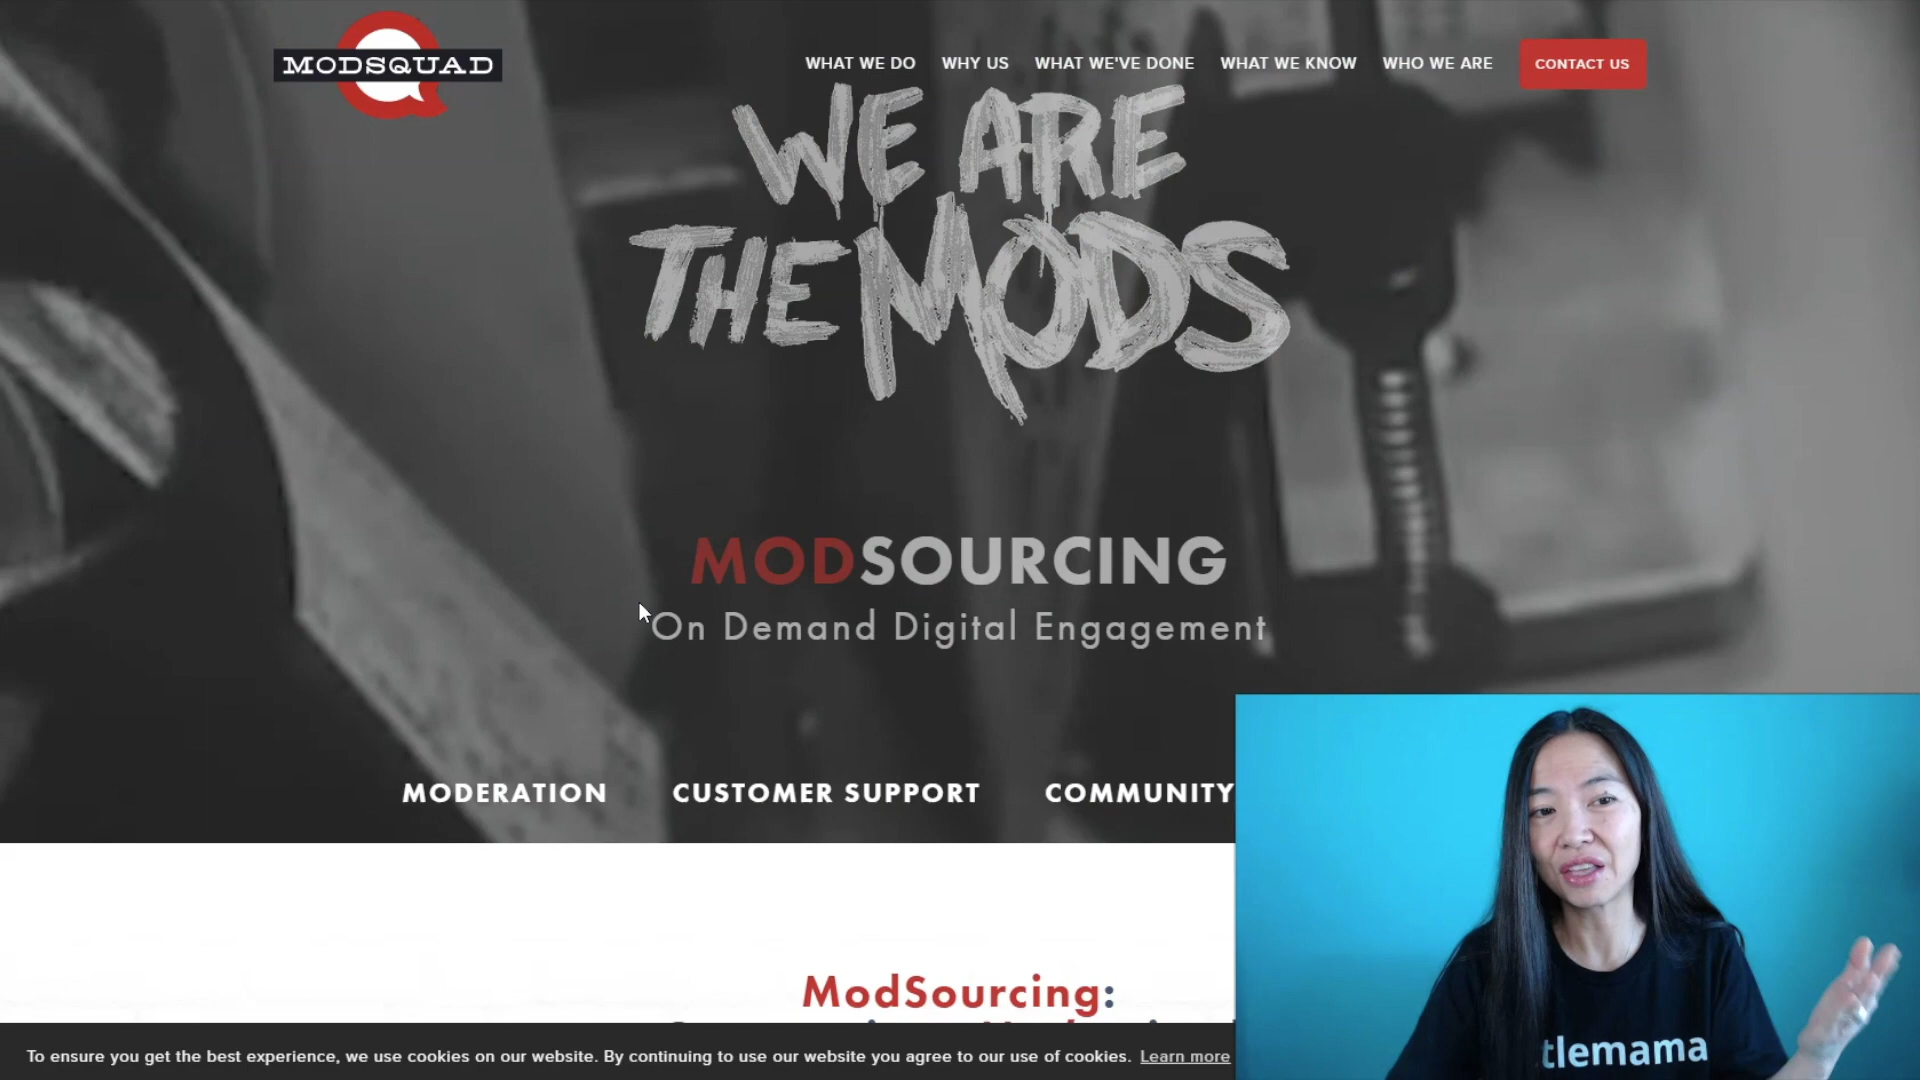 MODSQUAD
WHAT WE DO WHY US WHAT WE'VE DONE WHAT WE KNOW WHO WE ARE CONTACT US
WE ARE
THE MODS
MODSOURCING
On Demand Digital Engagement
MODERATION CUSTOMER SUPPORT COMMUNITY
ModSourcing:
To ensure you get the best experience, we use cookies on our website. By continuing to use our website you agree to our use of cookies. Learn more
tlemama